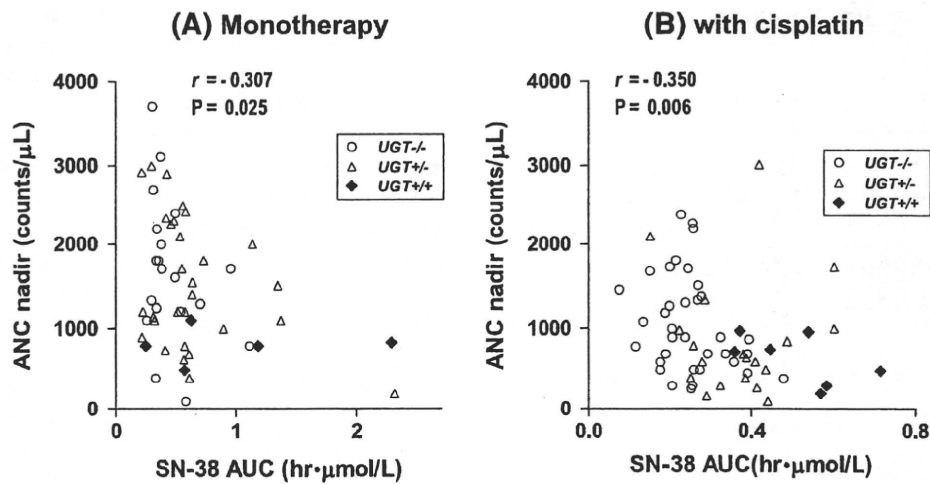 (A) Monotherapy
r = - 0.307
P = 0.025
ANC nadir (counts/μL)
4000
3000
2000
1000
0
UGT-/-
UGT+/-
UGT+/+
0
1
2
SN-38 AUC (hr·μmol/L)
(B) with cisplatin
r = - 0.350
P = 0.006
ANC nadir (counts/μL)
4000
3000
2000
1000
0
UGT-/-
UGT+/-
UGT+/+
0.0
0.4
0.8
SN-38 AUC(hr·μmol/L)